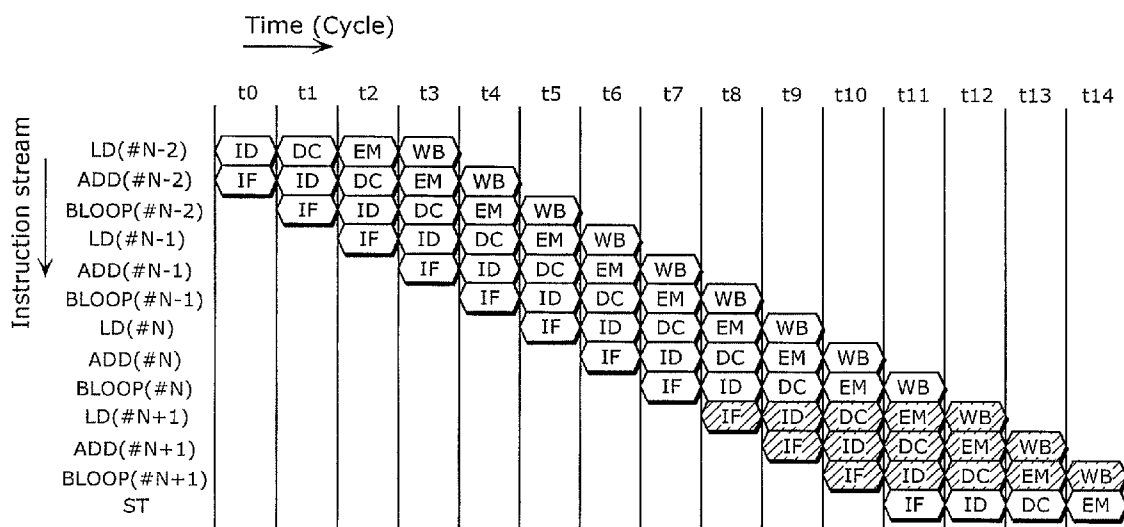 Time (Cycle)
t0 t1 t2 t3 t4 t5 t6 t7 t8 t9 t10 t11 t12 t13 t14
Instruction stream
LD(#N-2) ID DC EM WB
ADD(#N-2) IF ID DC EM WB
BLOOP(#N-2) IF ID DC EM WB
LD(#N-1) IF ID DC EM WB
ADD(#N-1) IF ID DC EM WB
BLOOP(#N-1) IF ID DC EM WB
LD(#N) IF ID DC EM WB
ADD(#N) IF ID DC EM WB
BLOOP(#N) IF ID DC EM WB
LD(#N+1) IF ID DC EM WB
ADD(#N+1) IF ID DC EM WB
BLOOP(#N+1) IF ID DC EM WB
ST IF ID DC EM